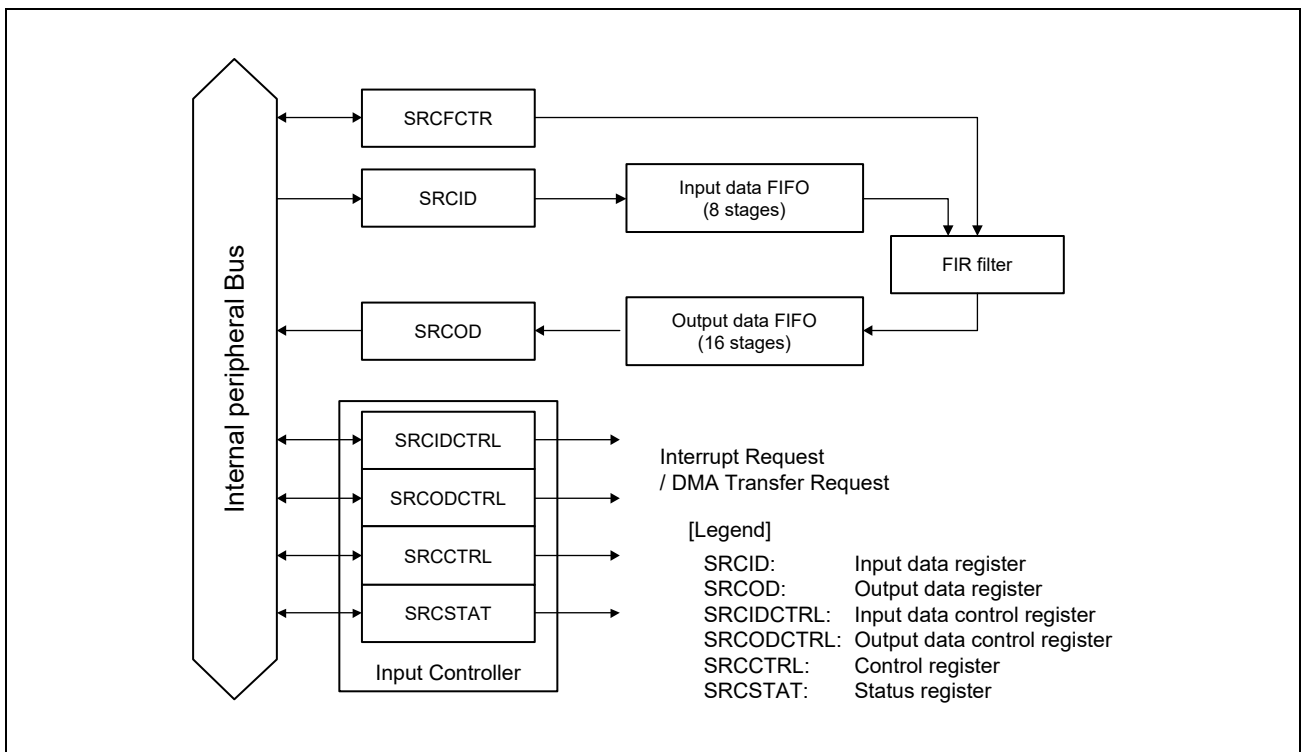 Internal peripheral Bus
SRCFCTR
SRCID
Input data FIFO
(8 stages)
FIR filter
SRCOD
Output data FIFO
(16 stages)
SRCIDCTRL
SRCODCTRL
SRCCTRL
SRCSTAT
Input Controller
Interrupt Request
/ DMA Transfer Request
[Legend]
SRCID: Input data register
SRCOD: Output data register
SRCIDCTRL: Input data control register
SRCODCTRL: Output data control register
SRCCTRL: Control register
SRCSTAT: Status register